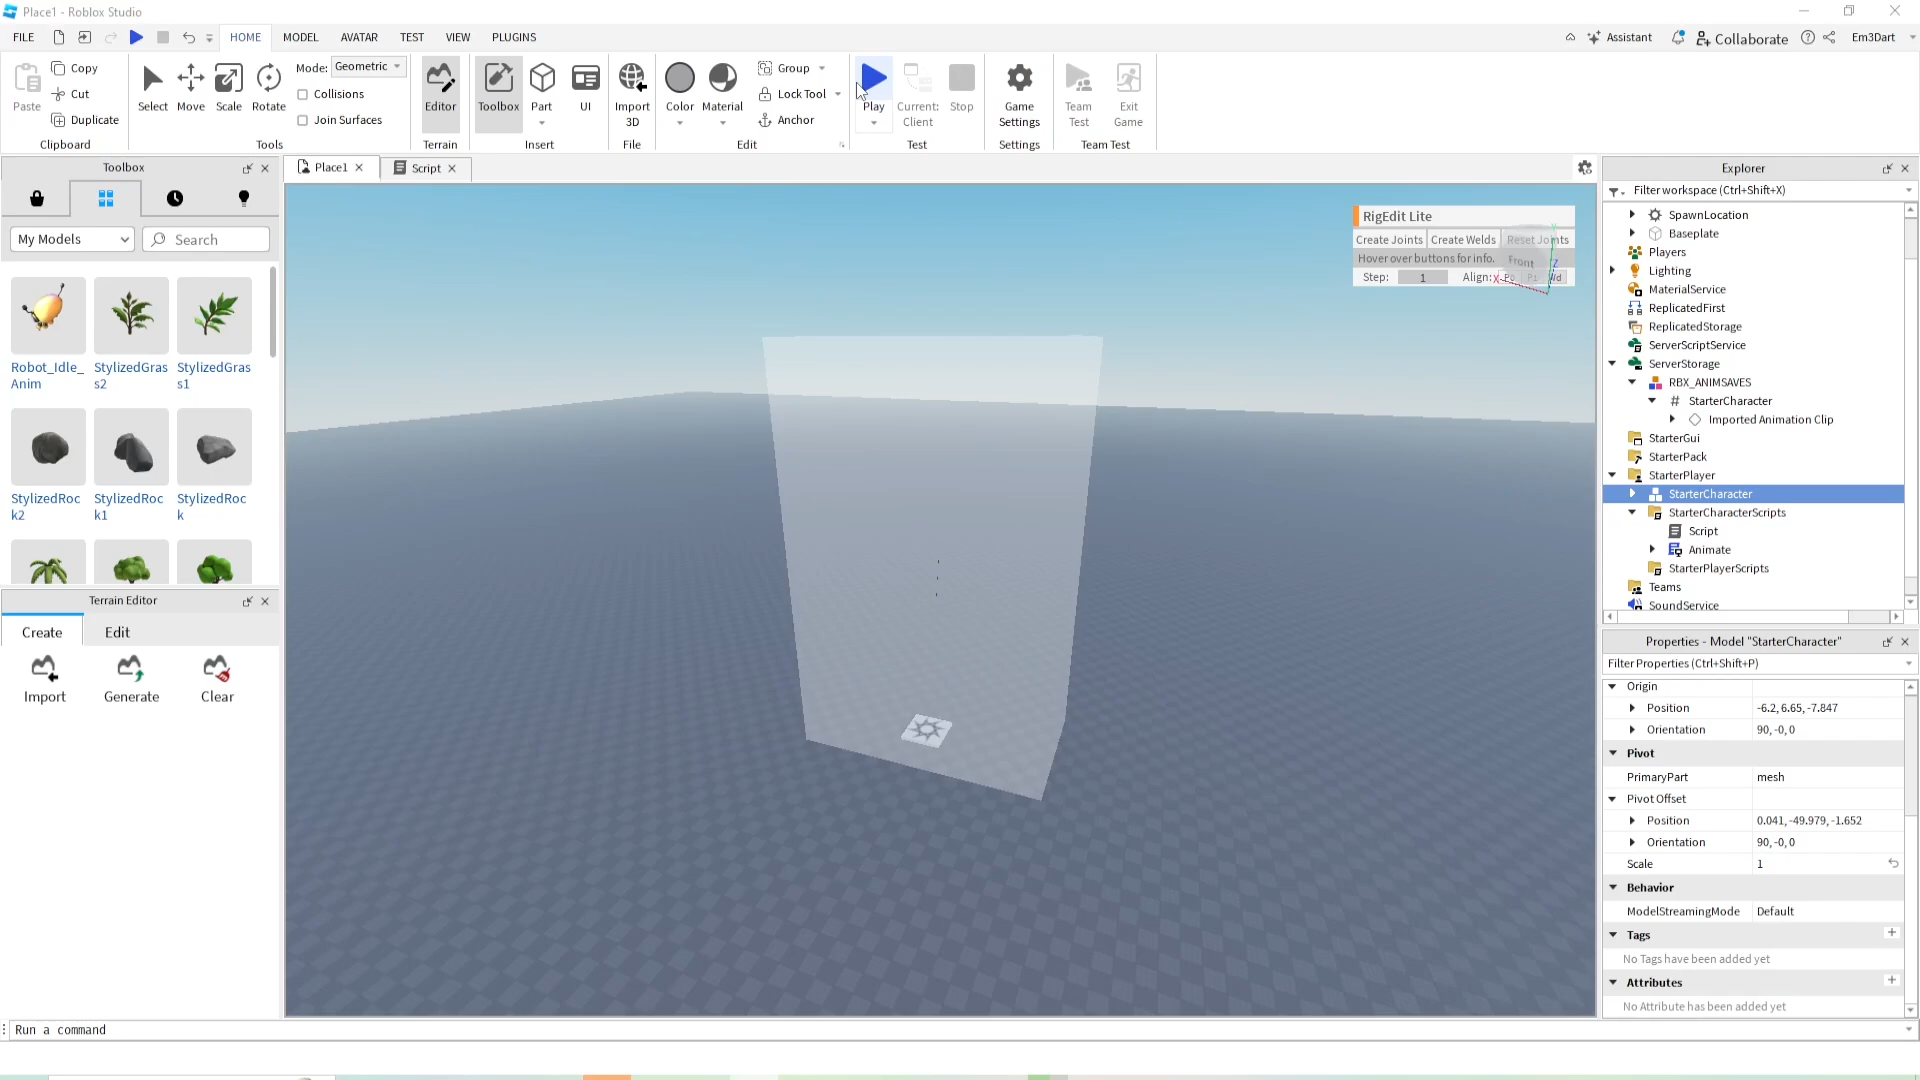 Place1 - Roblox Studio
FILE
HOME
MODEL
AVATAR
TEST
VIEW
PLUGINS
Assistant
Collaborate
Em3Dart
Paste
Copy
Cut
Duplicate
Clipboard
Select
Move
Scale
Rotate
Mode: Geometric
Collisions
Join Surfaces
Tools
Editor
Terrain
Toolbox
Part
UI
Insert
Import
3D
File
Color
Material
Group
Lock Tool
Anchor
Edit
Play
Current:
Client
Stop
Test
Game
Settings
Settings
Team
Test
Exit
Game
Team Test
Toolbox
My Models
Search
Robot_Idle_
Anim
StylizedGras
s2
StylizedGras
s1
StylizedRoc
k2
StylizedRoc
k1
StylizedRoc
k
Terrain Editor
Create
Edit
Import
Generate
Clear
Place1
Script
RigEdit Lite
Create Joints
Create Welds
Reset Joints
Hover over buttons for info.
Front
Step: 1
Align:
X
Z
Explorer
Filter workspace (Ctrl+Shift+X)
SpawnLocation
Baseplate
Players
Lighting
MaterialService
ReplicatedFirst
ReplicatedStorage
ServerScriptService
ServerStorage
RBX_ANIMSAVES
StarterCharacter
Imported Animation Clip
StarterGui
StarterPack
StarterPlayer
StarterCharacter
StarterCharacterScripts
Script
Animate
StarterPlayerScripts
Teams
SoundService
Properties - Model "StarterCharacter"
Filter Properties (Ctrl+Shift+P)
Origin
Position -6.2, 6.65, -7.847
Orientation 90, -0, 0
Pivot
PrimaryPart mesh
Pivot Offset
Position 0.041, -49.979, -1.652
Orientation 90, -0, 0
Scale 1
Behavior
ModelStreamingMode Default
Tags
No Tags have been added yet
Attributes
No Attribute has been added yet
Run a command